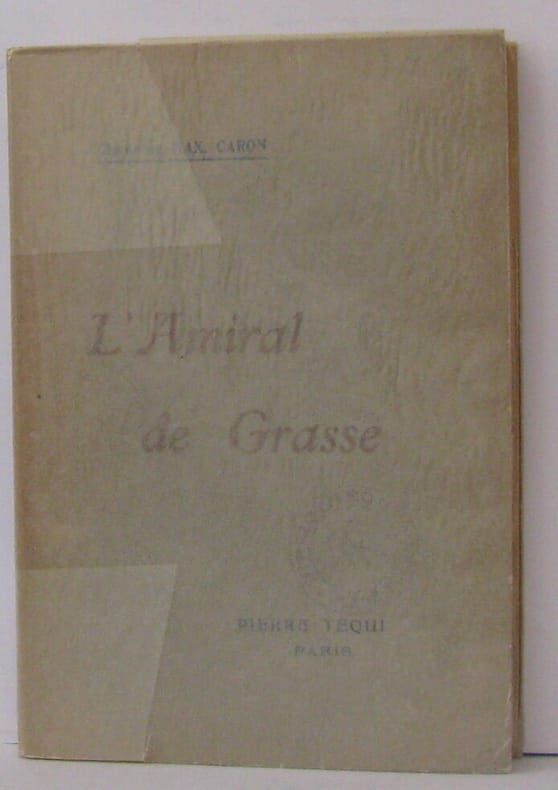 MAX. CARON
L'Amiral
de Grasse
PIERRE TEQUI
PARIS